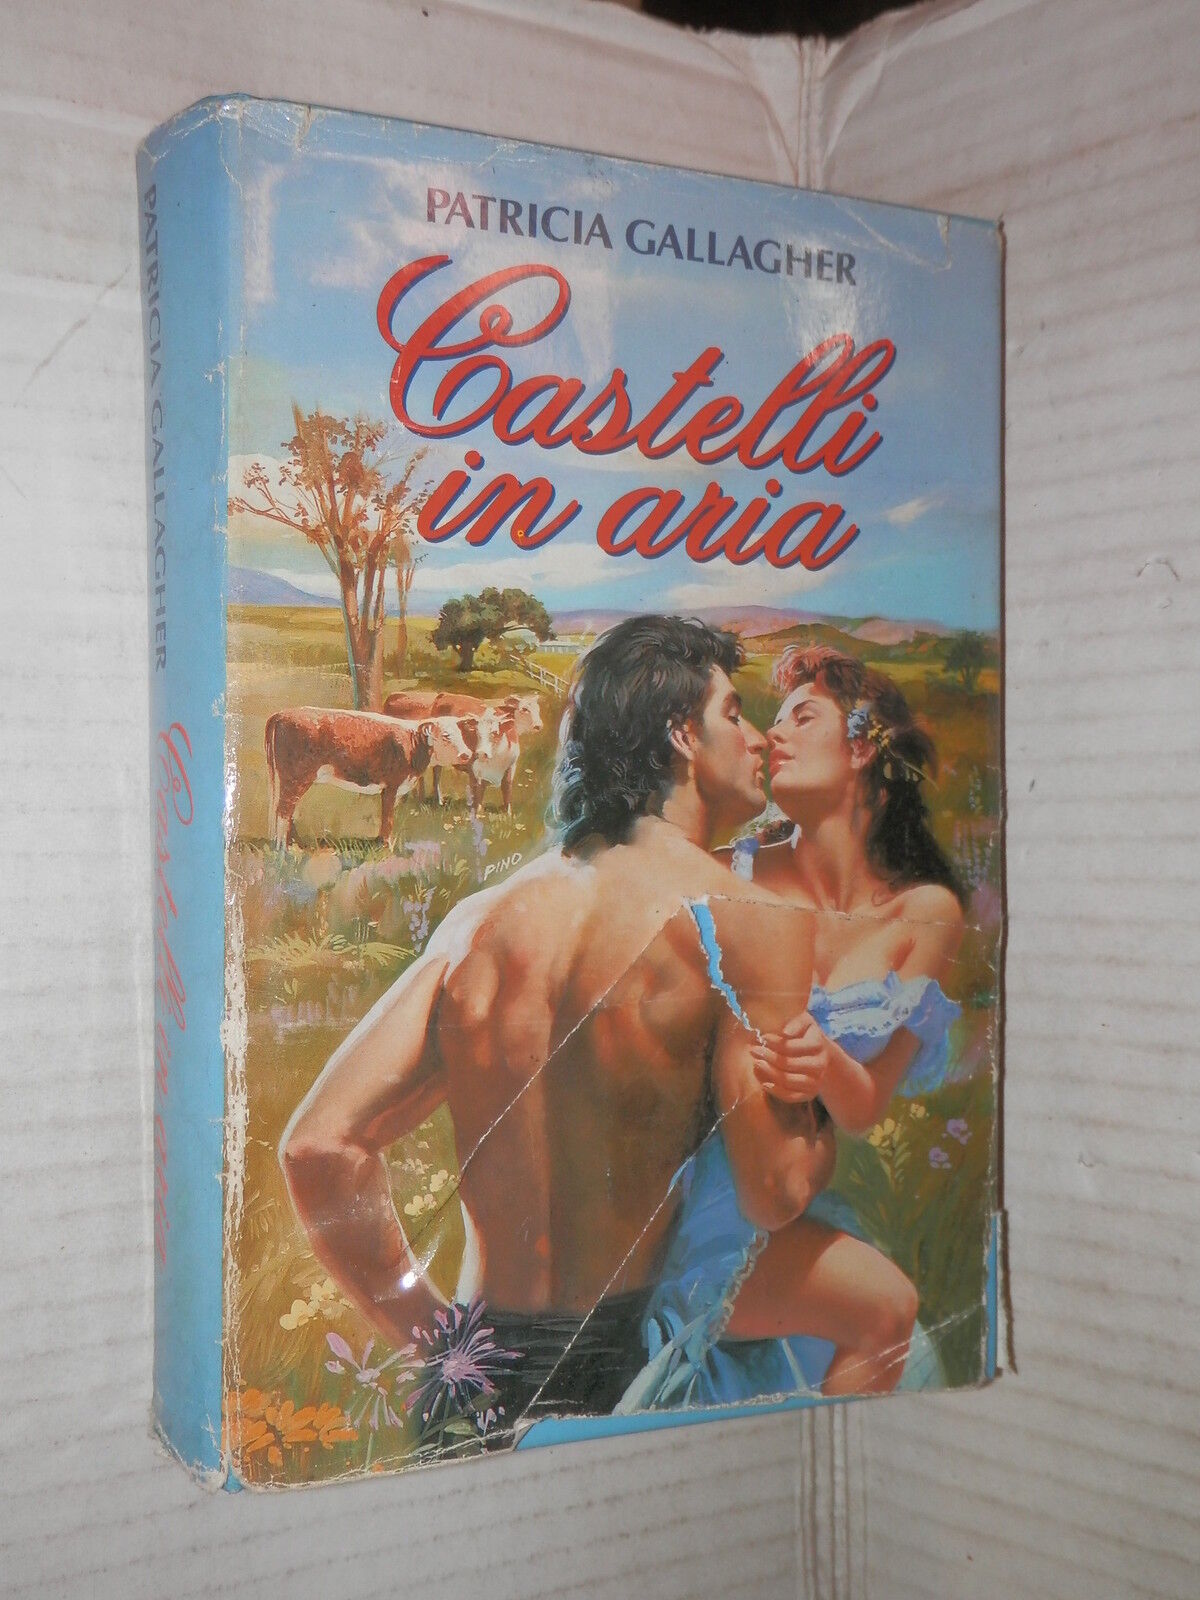 PATRICIA GALLAGHER
Castelli
in aria
PINO
PATRICIA GALLAGHER Castelli in aria